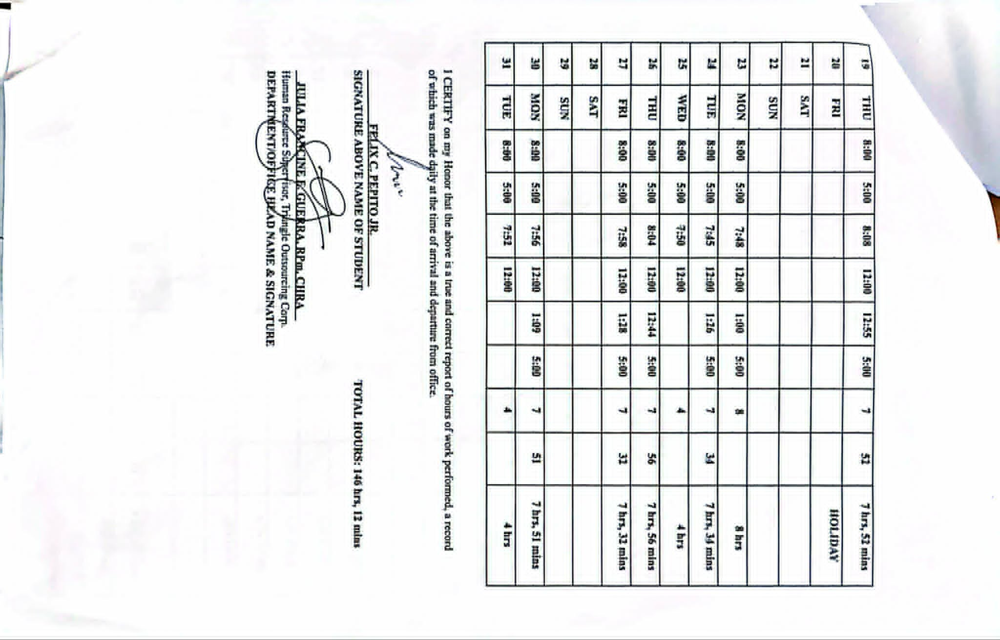 19 THU 8:00 5:00 8:08 12:00 12:55 5:00 7 52 7 hrs, 52 mins
20 FRI HOLIDAY
21 SAT
22 SUN
23 MON 8:00 5:00 7:48 12:00 1:00 5:00 8 8 hrs
24 TUE 8:00 5:00 7:45 12:00 1:26 5:00 7 34 7 hrs, 34 mins
25 WED 8:00 5:00 7:50 12:00 4 4 hrs
26 THU 8:00 5:00 8:04 12:00 12:44 5:00 7 56 7 hrs, 56 mins
27 FRI 8:00 5:00 7:58 12:00 1:28 5:00 7 32 7 hrs, 32 mins
28 SAT
29 SUN
30 MON 8:00 5:00 7:56 12:00 1:09 5:00 7 51 7 hrs, 51 mins
31 TUE 8:00 5:00 7:52 12:00 4 4 hrs
I CERTIFY on my Honor that the above is a true and correct report of hours of work performed, a record
of which was made daily at the time of arrival and departure from office.
FELIX C. PEPITO JR.
SIGNATURE ABOVE NAME OF STUDENT TOTAL HOURS: 146 hrs, 12 mins
JULIA FRANCINE E. GUERRA, RPm, CHRA
Human Resource Supervisor, Triangle Outsourcing Corp.
DEPARTMENT/OFFICE HEAD NAME & SIGNATURE